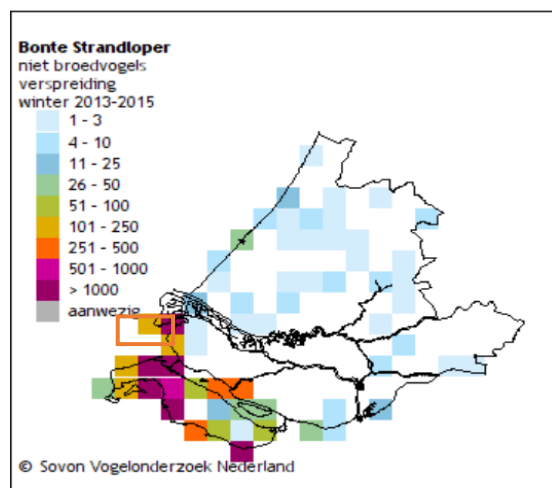 Bonte Strandloper
niet broedvogels
verspreiding
winter 2013-2015
1 - 3
4 - 10
11 - 25
26 - 50
51 - 100
101 - 250
251 - 500
501 - 1000
> 1000
aanwezig
© Sovon Vogelonderzoek Nederland